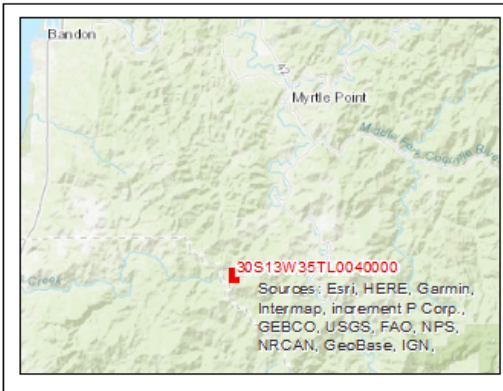 Bandon
42
Myrtle Point
Middle Fork Coquille
30S13W35TL0040000
Creek
Sources: Esri, HERE, Garmin,
Intermap, increment P Corp.,
GEBCO, USGS, FAO, NPS,
NRCAN, GeoBase, IGN,